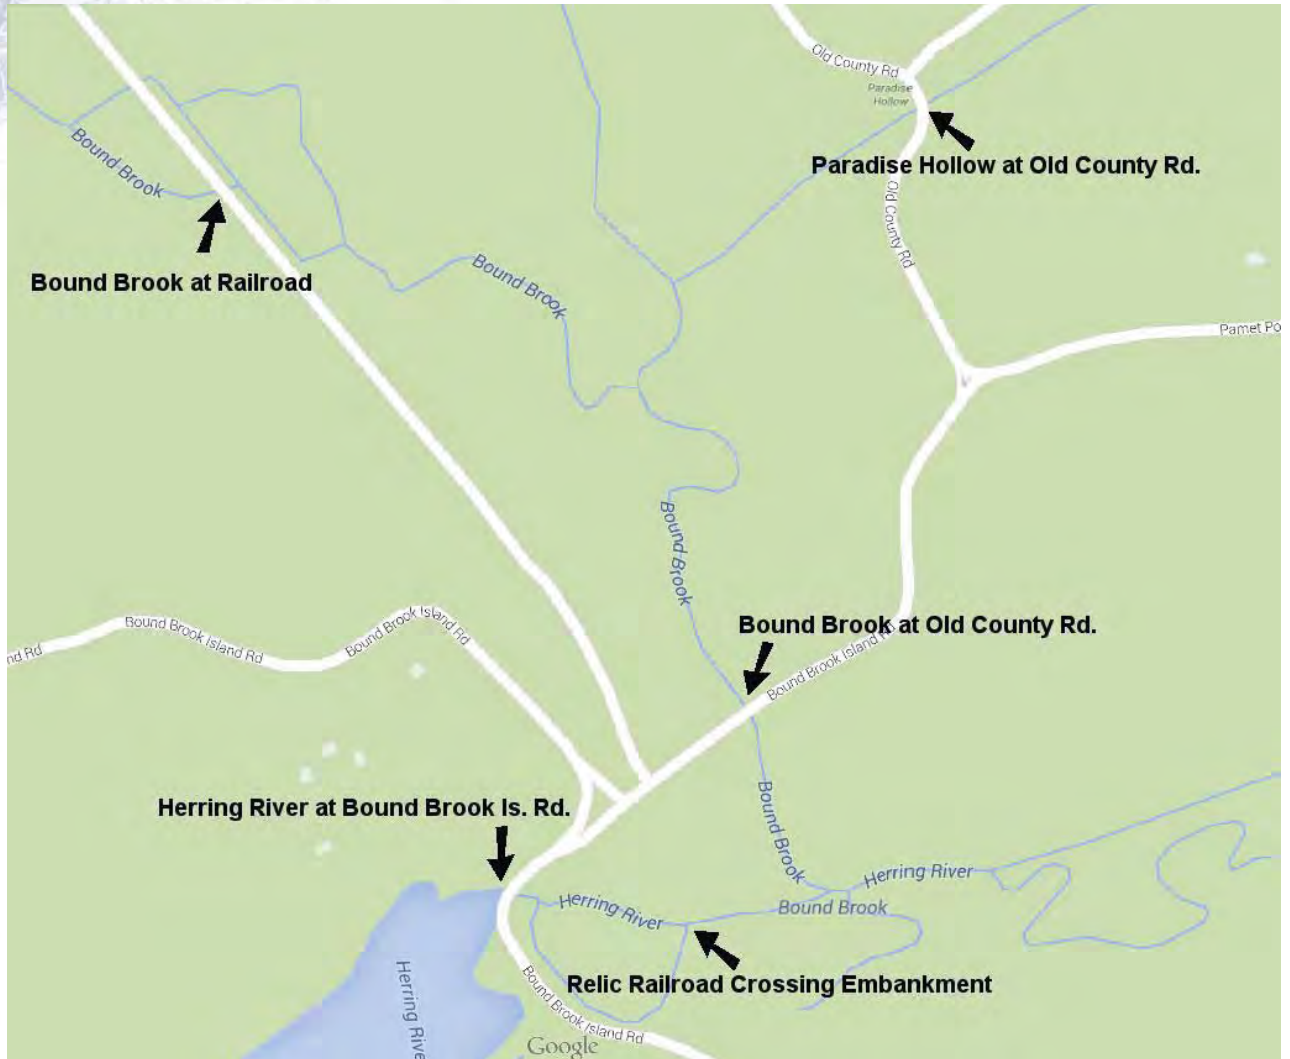 Old County Rd
Paradise
Hollow
Bound Brook
Paradise Hollow at Old County Rd.
Old County Rd
Bound Brook
Bound Brook at Railroad
Pamet Po
Bound Brook
Bound Brook at Old County Rd.
Bound Brook Island Rd
Bound Brook Island Rd
nd Rd
Bound Brook Island R
Bound Brook
Herring River at Bound Brook Is. Rd.
Herring River
Herring River
Bound Brook
Herring Rive
Relic Railroad Crossing Embankment
Bound Brook Island Rd
Google